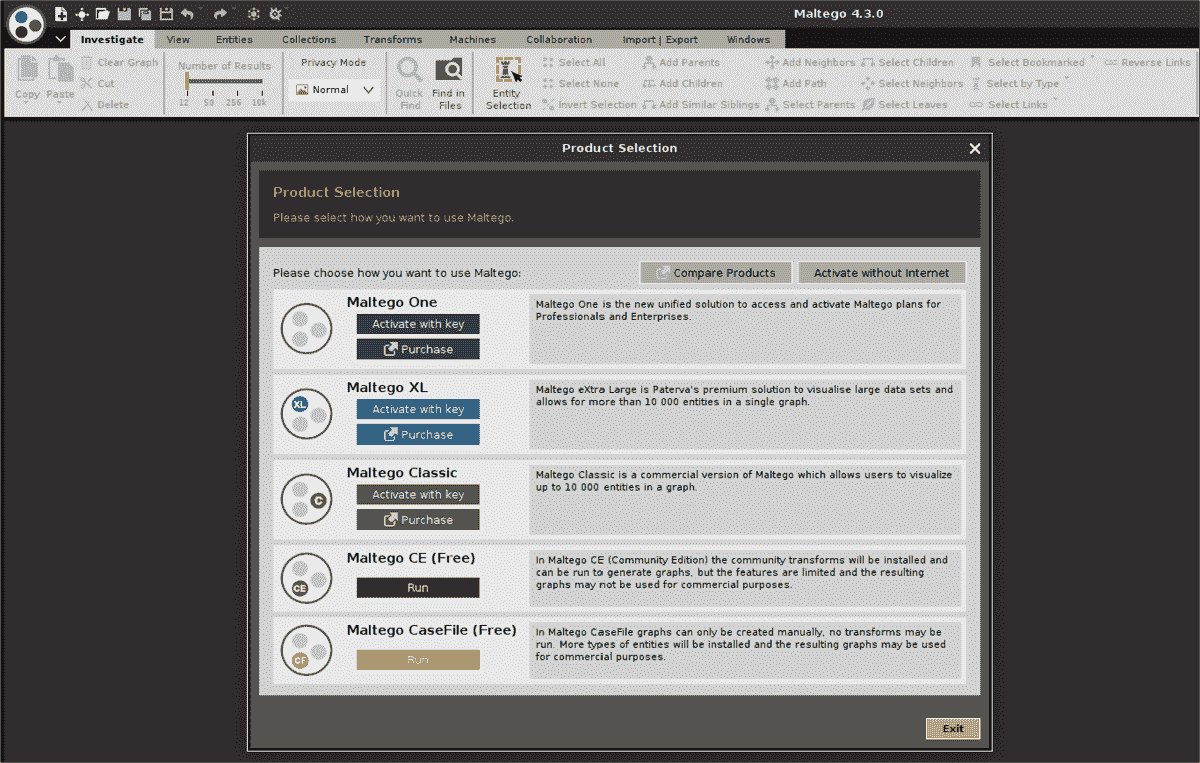 Maltego 4.3.0
Investigate View Entities Collections Transforms Machines Collaboration Import | Export Windows
Copy Paste Clear Graph
Cut
Delete
Number of Results
12 50 256 10k
Privacy Mode
Normal
Quick Find
Find in Files
Entity Selection
Select All
Select None
Invert Selection
Add Parents
Add Children
Add Similar Siblings
Add Neighbors
Add Path
Select Parents
Select Neighbors
Select Leaves
Select Bookmarked
Select by Type
Select Links
Links
Product Selection
Product Selection
Please select how you want to use Maltego.
Please choose how you want to use Maltego:
Compare Products
Activate without Internet
Maltego One
Activate with key
Purchase
Maltego One is the new unified solution to access and activate Maltego plans for
Professionals and Enterprises.
XL
Maltego XL
Activate with key
Purchase
Maltego eXtra Large is Paterva's premium solution to visualise large data sets and
allows for more than 10 000 entities in a single graph.
C
Maltego Classic
Activate with key
Purchase
Maltego Classic is a commercial version of Maltego which allows users to visualize
up to 10 000 entities in a graph.
CE
Maltego CE (Free)
Run
In Maltego CE (Community Edition) the community transforms will be installed and
can be run to generate graphs, but the features are limited and the resulting
graphs may not be used for commercial purposes.
CF
Maltego CaseFile (Free)
Run
In Maltego CaseFile graphs can only be created manually, no transforms may be
run. More types of entities will be installed and the resulting graphs may be used
for commercial purposes.
Exit